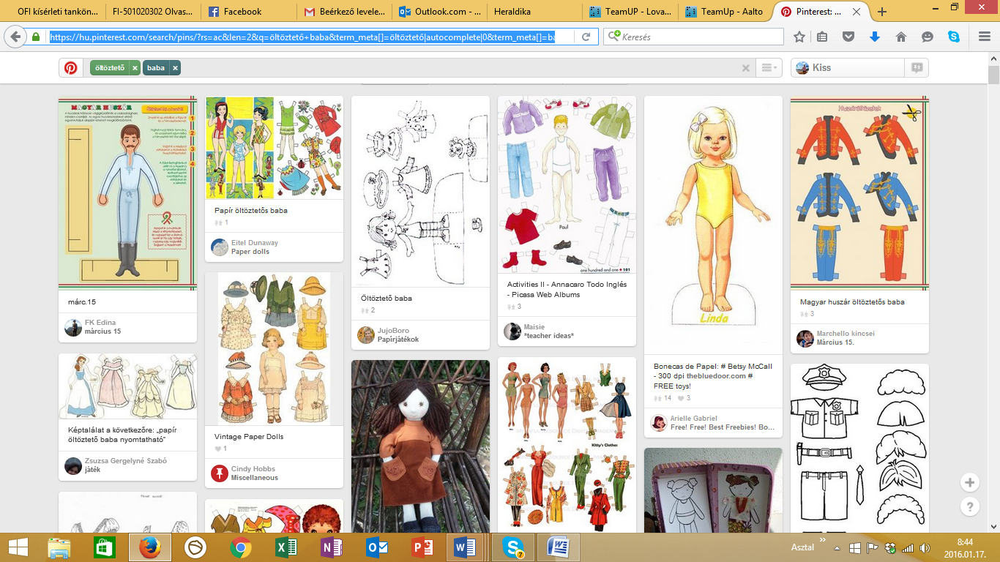 OFI kísérleti tankön...
FI-501020302 Olvas...
Facebook
Beérkező levele...
Outlook.com - ...
Heraldika
TeamUP - Lova...
TeamUp - Aalto
Pinterest: ...
https://hu.pinterest.com/search/pins/?rs=ac&len=2&q=öltöztető+baba&term_meta[]=öltöztető|autocomplete|0&term_meta[]=ba
Keresés
öltöztető
baba
Kiss
MAGYAR HUSZÁR
1
2
3
4
márc.15
FK Edina
március 15
Képtalálat a következőre: „papír
öltöztető baba nyomtatható"
Zsuzsa Gergelyné Szabó
játék
Papír öltöztetős baba
1
Eitel Dunaway
Paper dolls
Vintage Paper Dolls
1
Cindy Hobbs
Miscellaneous
Öltöztető baba
2
JujoBoro
Papírjátékok
Paul
one hundred and one 101
Activities II - Annacaro Todo Inglés
- Picasa Web Albums
3
Maisie
*teacher ideas*
Kitty's Clothes
Linda
Bonecas de Papel: # Betsy McCall
- 300 dpi thebluedoor.com #
FREE toys!
14
3
Arielle Gabriel
Free! Free! Best Freebies! Bo...
Huszáröltözetek
Magyar huszár öltöztetős baba
3
Marchello kincsei
Március 15.
+
?
7
Asztal
8:44
2016.01.17.